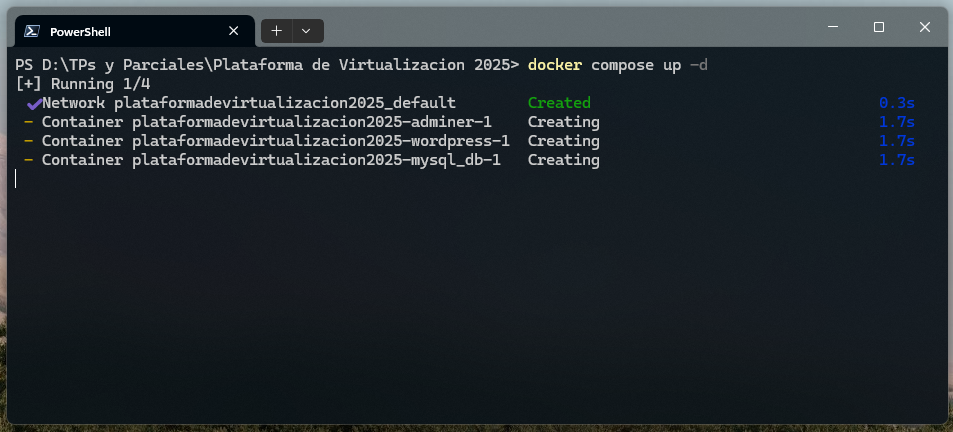 PowerShell
PS D:\TPs y Parciales\Plataforma de Virtualizacion 2025> docker compose up -d
[+] Running 1/4
✔Network plataformadevirtualizacion2025_default Created 0.3s
- Container plataformadevirtualizacion2025-adminer-1 Creating 1.7s
- Container plataformadevirtualizacion2025-wordpress-1 Creating 1.7s
- Container plataformadevirtualizacion2025-mysql_db-1 Creating 1.7s